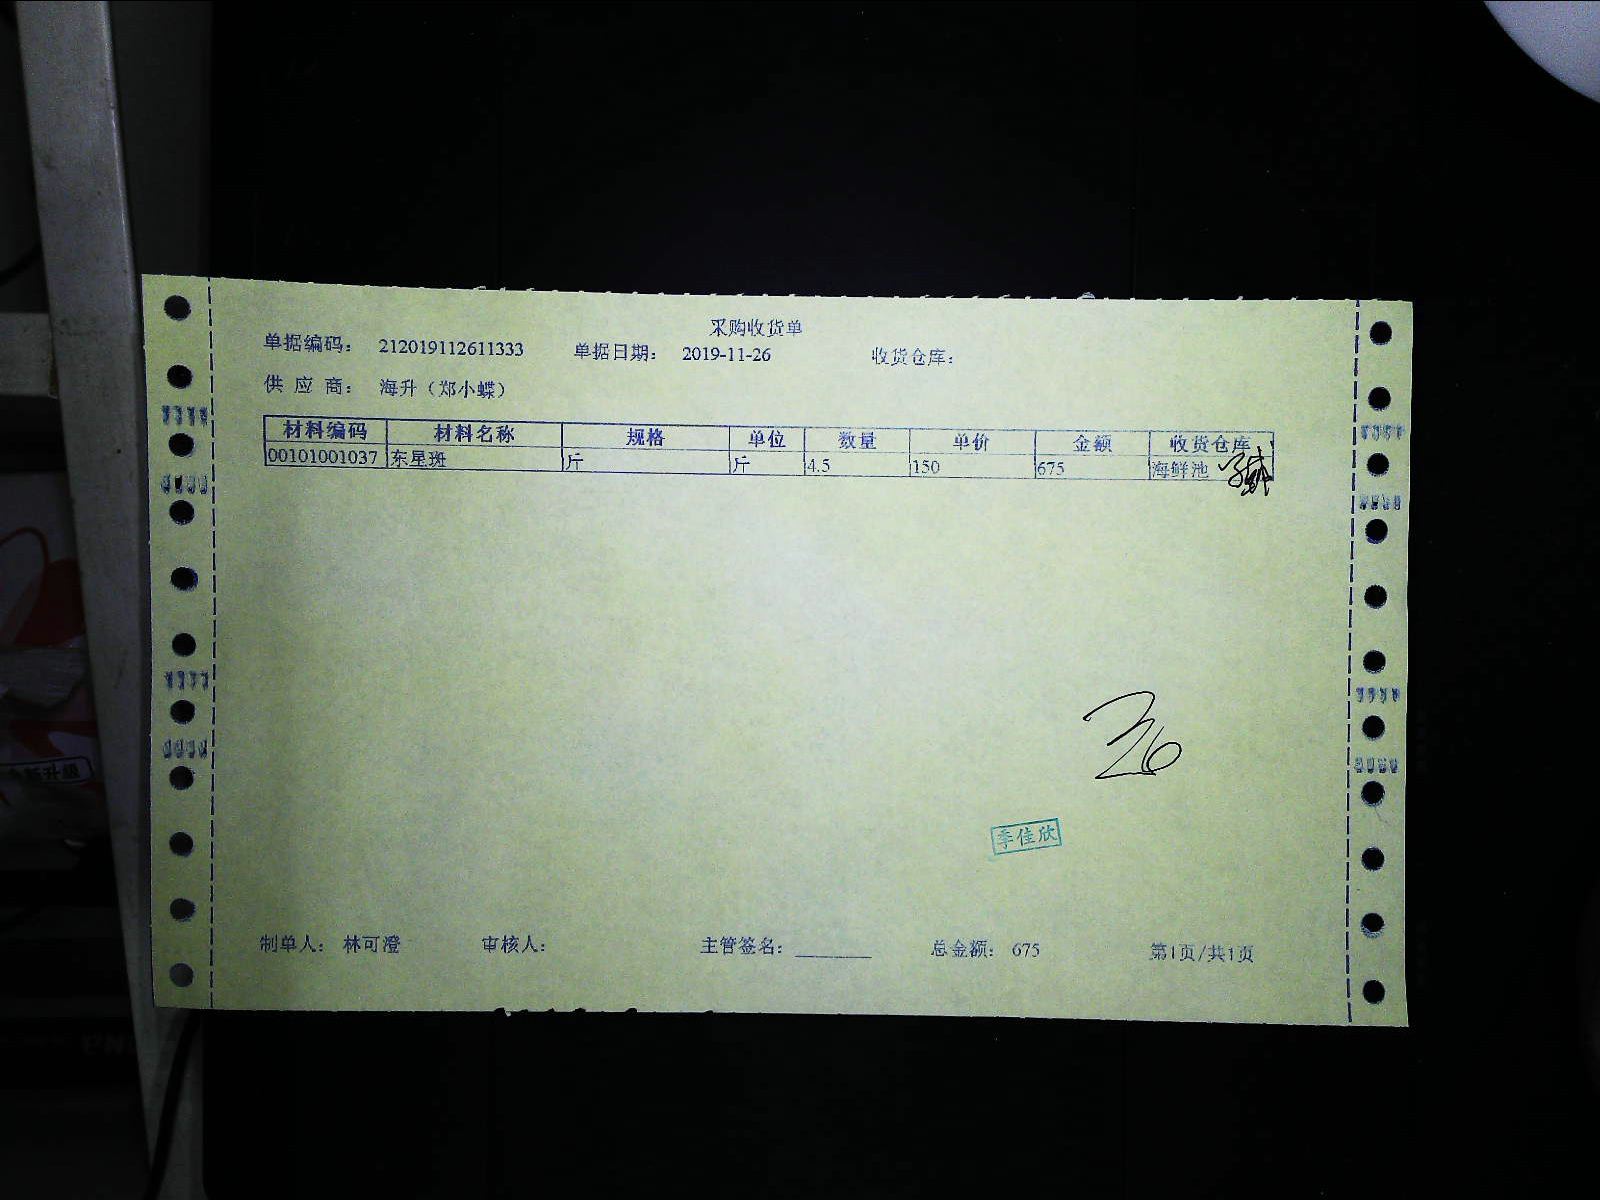 采购收货单
单据编码： 212019112611333 单据日期： 2019-11-26 收货仓库：
供 应 商： 海升（郑小蝶）
材料编码 材料名称 规格 单位 数量 单价 金额 收货仓库
00101001037 东星斑 斤 斤 4.5 150 675 海鲜池
26
李佳欣
制单人： 林可澄 审核人： 主管签名： 总金额： 675 第1页/共1页